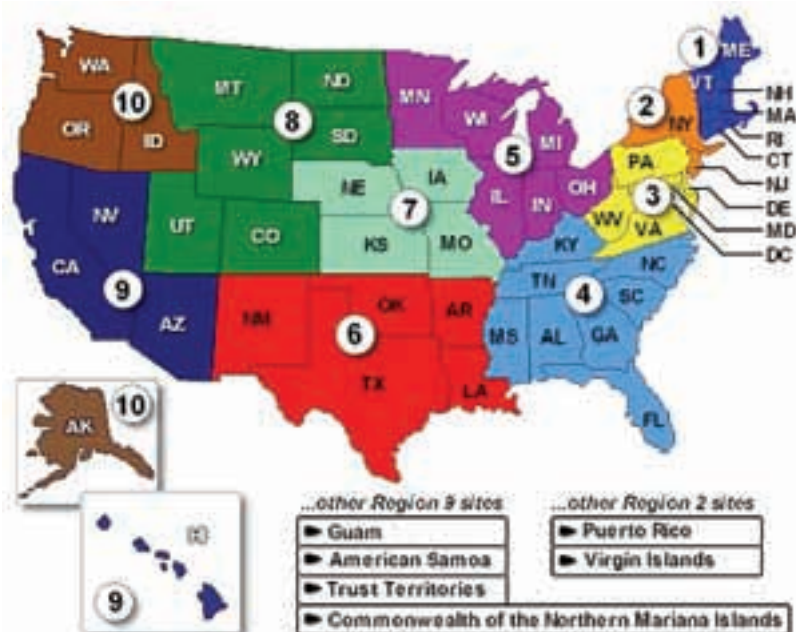 1
ME
WA
VT
10
MT
ND
NH
MN
2
MA
OR
ID
8
WI
NY
RI
SD
MI
CT
WY
5
PA
NJ
IA
NE
OH
3
DE
NV
7
IL
IN
WV
MD
UT
CO
VA
DC
KS
MO
KY
CA
NC
9
TN
4
AZ
OK
SC
NM
AR
6
MS
AL
GA
TX
LA
10
AK
FL
...other Region 9 sites
...other Region 2 sites
Guam
Puerto Rico
American Samoa
Virgin Islands
Trust Territories
9
Commonwealth of the Northern Mariana Islands